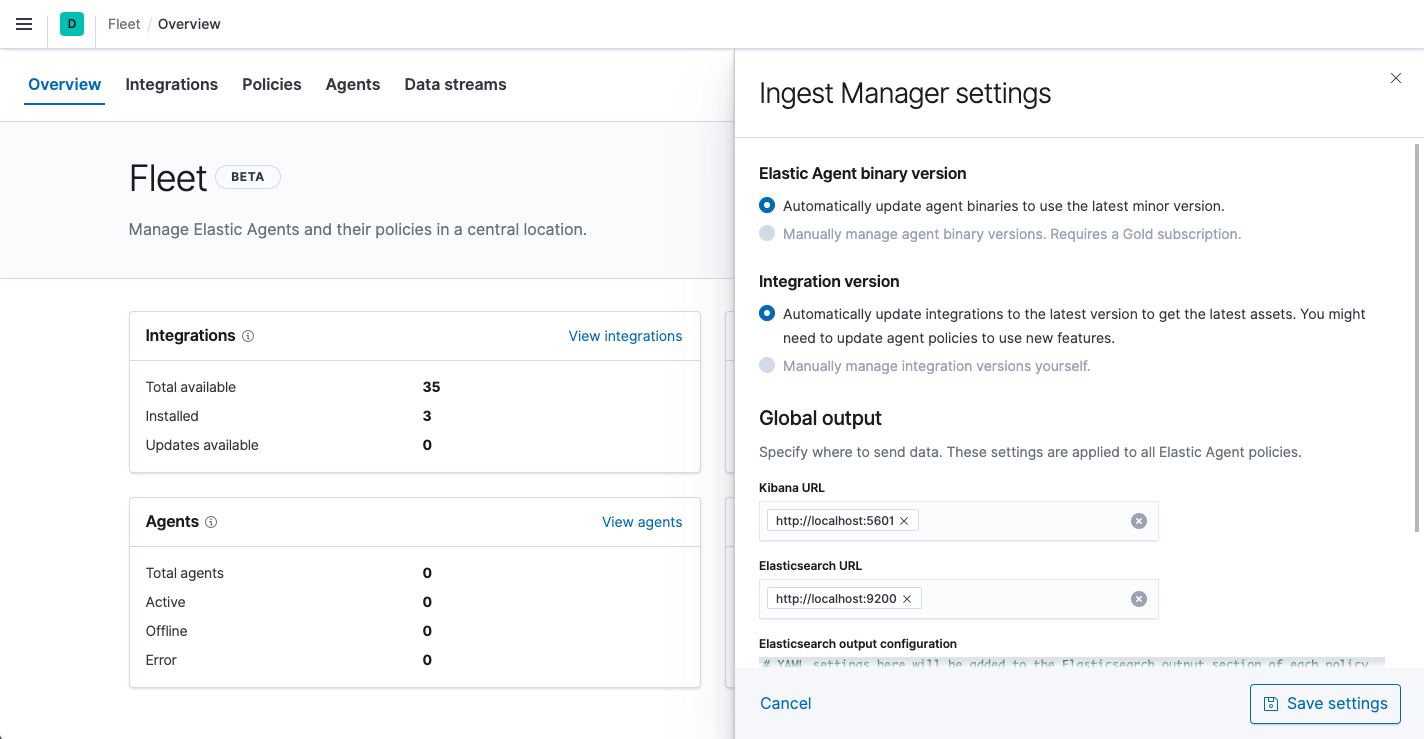 D Fleet / Overview
Overview Integrations Policies Agents Data streams
Fleet BETA
Manage Elastic Agents and their policies in a central location.
Integrations View integrations
Total available 35
Installed 3
Updates available 0
Agents View agents
Total agents 0
Active 0
Offline 0
Error 0
Ingest Manager settings
Elastic Agent binary version
Automatically update agent binaries to use the latest minor version.
Manually manage agent binary versions. Requires a Gold subscription.
Integration version
Automatically update integrations to the latest version to get the latest assets. You might
need to update agent policies to use new features.
Manually manage integration versions yourself.
Global output
Specify where to send data. These settings are applied to all Elastic Agent policies.
Kibana URL
http://localhost:5601
Elasticsearch URL
http://localhost:9200
Elasticsearch output configuration
# YAML settings here will be added to the Elasticsearch output section of each policy
Cancel Save settings